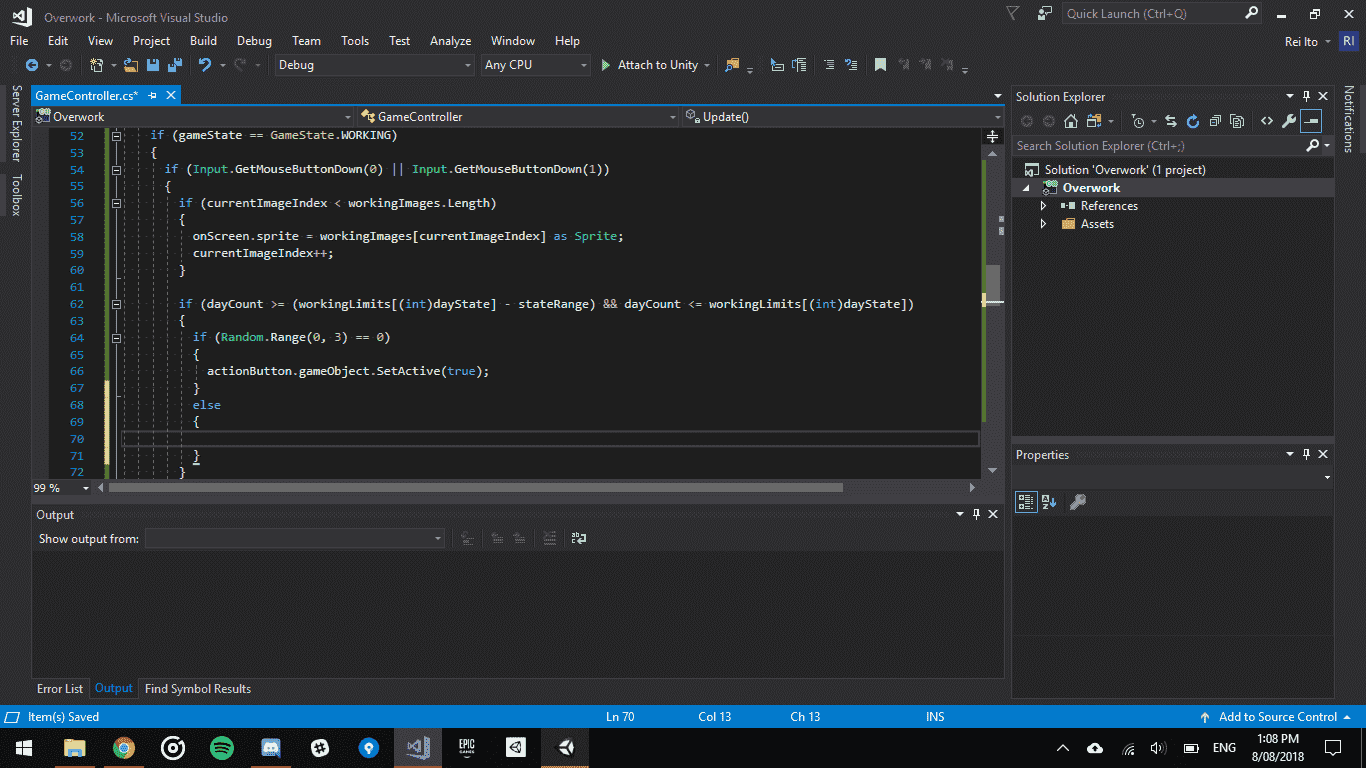 Overwork - Microsoft Visual Studio
Quick Launch (Ctrl+Q)
File Edit View Project Build Debug Team Tools Test Analyze Window Help
Rei Ito RI
Debug Any CPU Attach to Unity
Server Explorer
Toolbox
GameController.cs*
Overwork GameController Update()
52 if (gameState == GameState.WORKING)
53 {
54 if (Input.GetMouseButtonDown(0) || Input.GetMouseButtonDown(1))
55 {
56 if (currentImageIndex < workingImages.Length)
57 {
58 onScreen.sprite = workingImages[currentImageIndex] as Sprite;
59 currentImageIndex++;
60 }
61
62 if (dayCount >= (workingLimits[(int)dayState] - stateRange) && dayCount <= workingLimits[(int)dayState])
63 {
64 if (Random.Range(0, 3) == 0)
65 {
66 actionButton.gameObject.SetActive(true);
67 }
68 else
69 {
70
71 }
72 }
99 %
Output
Show output from:
Error List Output Find Symbol Results
Solution Explorer
Search Solution Explorer (Ctrl+;)
Solution 'Overwork' (1 project)
Overwork
References
Assets
Properties
Notifications
Item(s) Saved Ln 70 Col 13 Ch 13 INS Add to Source Control
EPIC GAMES
ENG
1:08 PM
8/08/2018